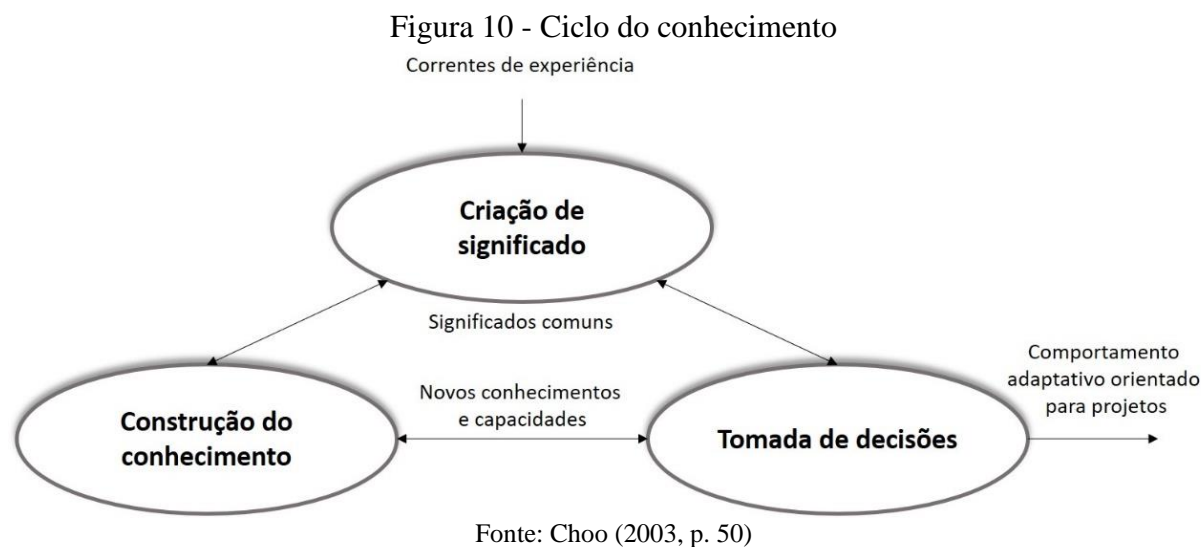 Figura 10 - Ciclo do conhecimento
Correntes de experiência
Criação de
significado
Significados comuns
Construção do
conhecimento
Novos conhecimentos
e capacidades
Tomada de decisões
Comportamento
adaptativo orientado
para projetos
Fonte: Choo (2003, p. 50)